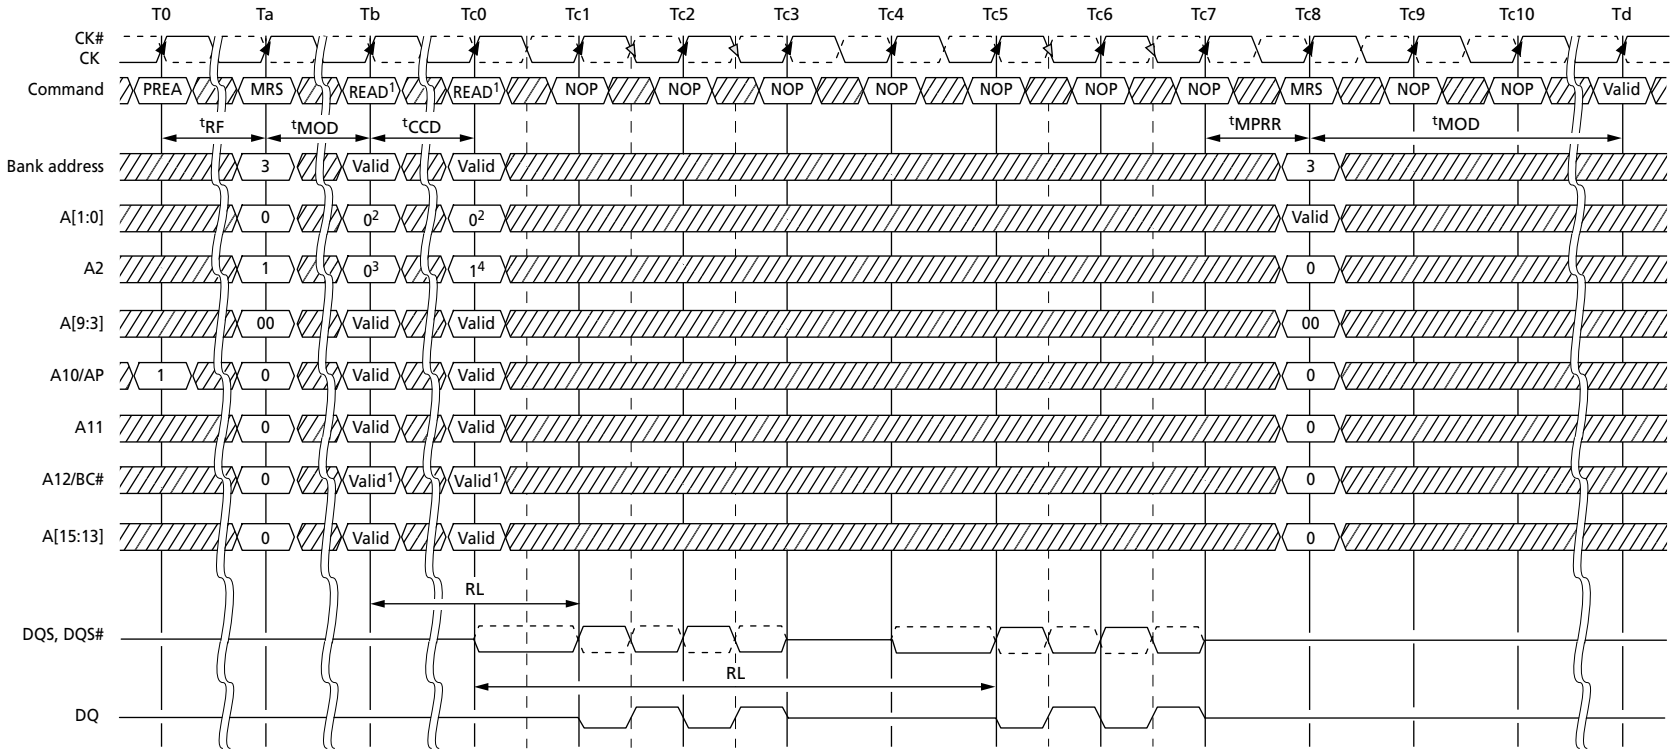 T0 Ta Tb Tc0 Tc1 Tc2 Tc3 Tc4 Tc5 Tc6 Tc7 Tc8 Tc9 Tc10 Td
CK#
CK
Command PREA MRS READ¹ READ¹ NOP NOP NOP NOP NOP NOP NOP MRS NOP NOP Valid
ᵗRF ᵗMOD ᵗCCD ᵗMPRR ᵗMOD
Bank address 3 Valid Valid 3
A[1:0] 0 0² 0² Valid
A2 1 0³ 1⁴ 0
A[9:3] 00 Valid Valid 00
A10/AP 1 0 Valid Valid 0
A11 0 Valid Valid 0
A12/BC# 0 Valid¹ Valid¹ 0
A[15:13] 0 Valid Valid 0
RL
DQS, DQS#
RL
DQ